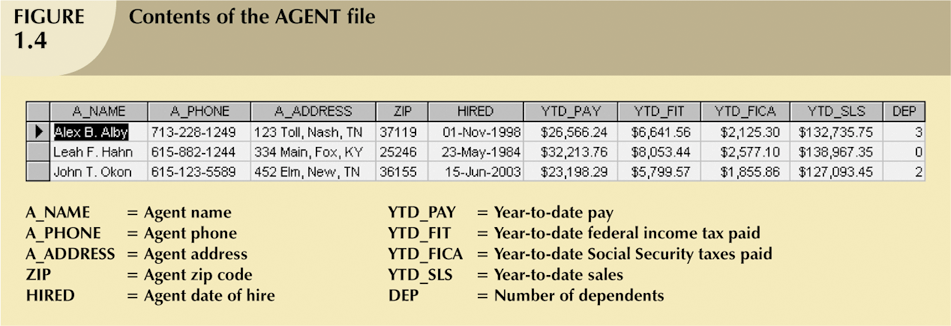 FIGURE 1.4
Contents of the AGENT file
A_NAME A_PHONE A_ADDRESS ZIP HIRED YTD_PAY YTD_FIT YTD_FICA YTD_SLS DEP
Alex B. Alby 713-228-1249 123 Toll, Nash, TN 37119 01-Nov-1998 $26,566.24 $6,641.56 $2,125.30 $132,735.75 3
Leah F. Hahn 615-882-1244 334 Main, Fox, KY 25246 23-May-1984 $32,213.76 $8,053.44 $2,577.10 $138,967.35 0
John T. Okon 615-123-5589 452 Elm, New, TN 36155 15-Jun-2003 $23,198.29 $5,799.57 $1,855.86 $127,093.45 2
A_NAME = Agent name
A_PHONE = Agent phone
A_ADDRESS = Agent address
ZIP = Agent zip code
HIRED = Agent date of hire
YTD_PAY = Year-to-date pay
YTD_FIT = Year-to-date federal income tax paid
YTD_FICA = Year-to-date Social Security taxes paid
YTD_SLS = Year-to-date sales
DEP = Number of dependents